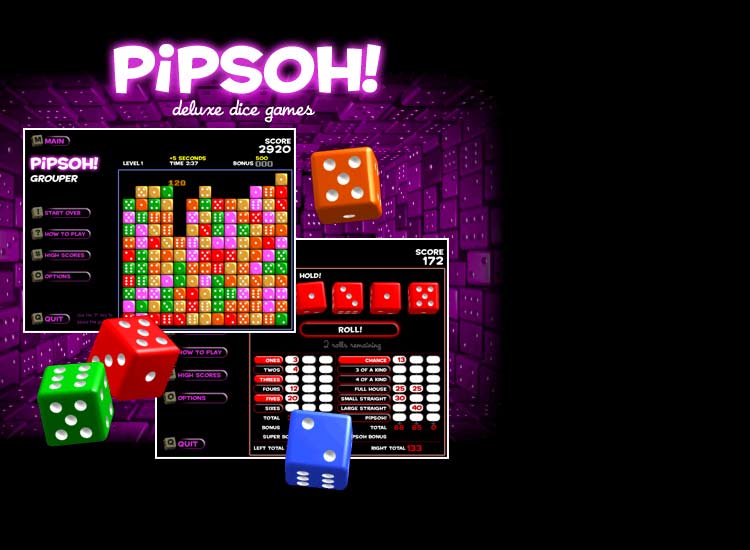 PiPSOH!
deluxe dice games
M MAIN
SCORE
2920
PiPSOH!
GROUPER
LEVEL 1
+5 SECONDS
TIME 2:37
500
BONUS
120
START OVER
? HOW TO PLAY
HIGH SCORES
O OPTIONS
Q QUIT
SCORE
172
HOLD!
ROLL!
2 rolls remaining
HOW TO PLAY
HIGH SCORES
O OPTIONS
Q QUIT
ONES 3
TWOS 4
THREES
FOURS 12
FIVES 20
SIXES
TOTAL
BONUS
SUPER BO
LEFT TOTAL
CHANCE 13
3 OF A KIND
4 OF A KIND
FULL HOUSE 25 25
SMALL STRAIGHT 30
LARGE STRAIGHT 40
PIPSOH!
TOTAL 68 65 0
PSOH BONUS
RIGHT TOTAL 133